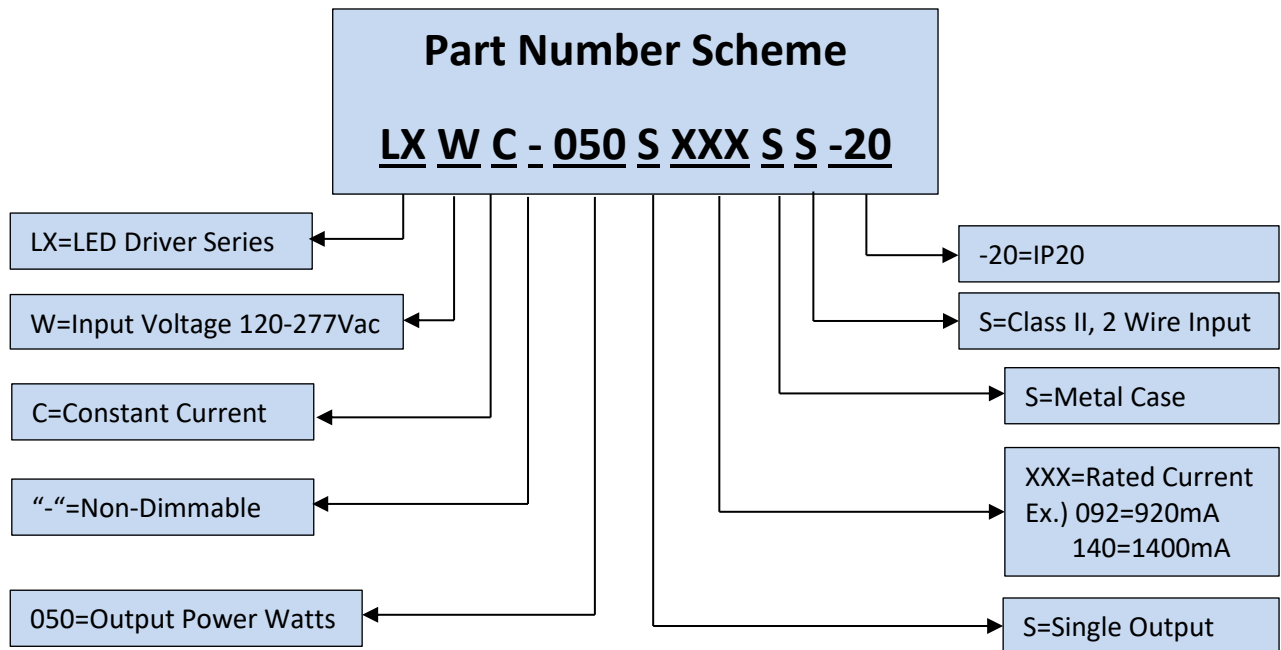 Part Number Scheme
LX W C - 050 S XXX S S -20
LX=LED Driver Series
W=Input Voltage 120-277Vac
C=Constant Current
“-“=Non-Dimmable
050=Output Power Watts
-20=IP20
S=Class II, 2 Wire Input
S=Metal Case
XXX=Rated Current
Ex.) 092=920mA
140=1400mA
S=Single Output